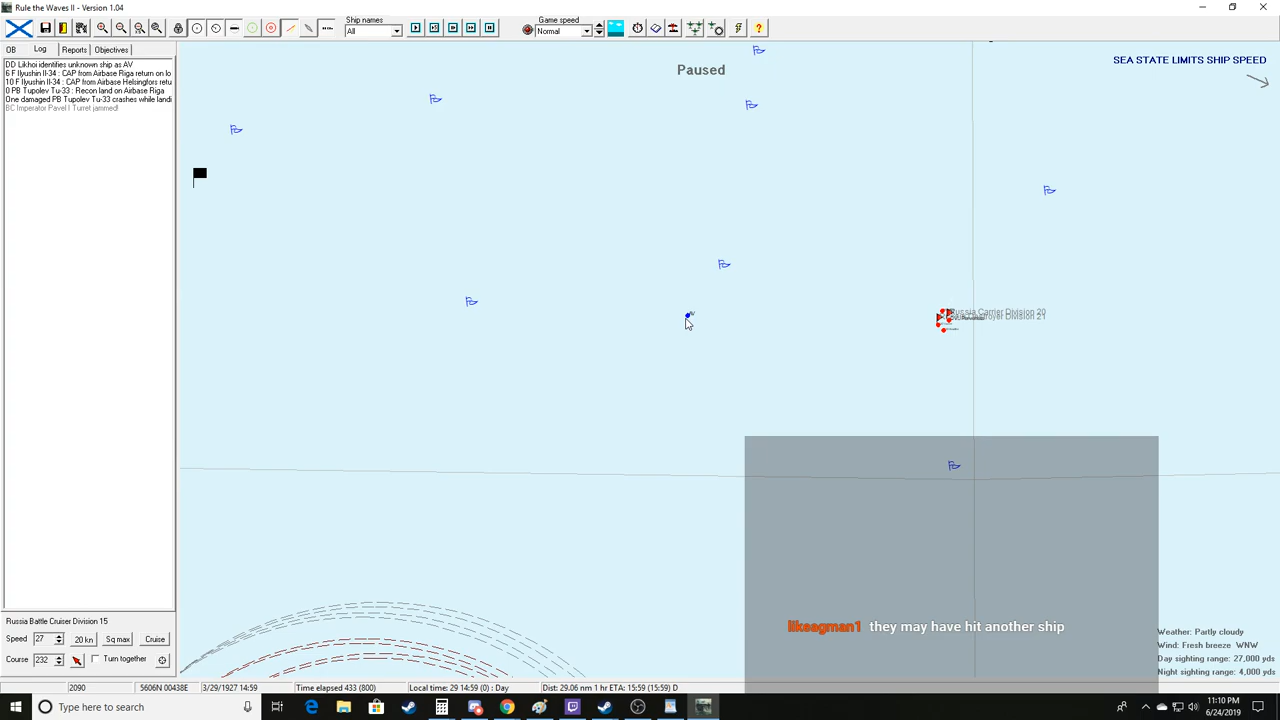 Rule the Waves II - Version 1.04
Ship names
All
Game speed
Normal
OB
Log
Reports
Objectives
DD Likhoi identifies unknown ship as AV
6 F Ilyushin II-34 : CAP from Airbase Riga return on lo
10 F Ilyushin II-34 : CAP from Airbase Helsingfors retu
0 PB Tupolev Tu-33 : Recon land on Airbase Riga
One damaged PB Tupolev Tu-33 crashes while landi
BC Imperator Pavel I Turret jammed!
Paused
SEA STATE LIMITS SHIP SPEED
AV
Russia Carrier Division 20
Destroyer Division 21
likeagman1 they may have hit another ship
Weather: Partly cloudy
Wind: Fresh breeze WNW
Day sighting range: 27,000 yds
Night sighting range: 4,000 yds
Russia Battle Cruiser Division 15
Speed 27 20 kn Sq max Cruise
Course 232 Turn together
2090
5606N 00438E
3/29/1927 14:59
Time elapsed 433 (800)
Local time: 29 14:59 (0) : Day
Dist: 29.06 nm 1 hr ETA: 15:59 (15:59) D
Type here to search
11:10 PM
6/24/2019